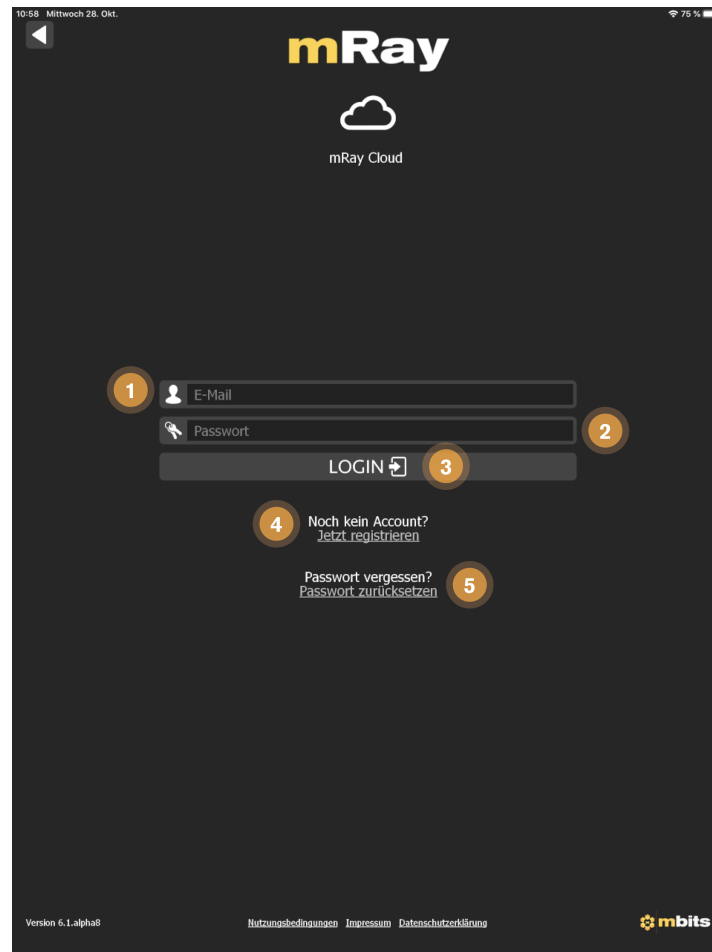 10:58 Mittwoch 28. Okt.
75 %
mRay
mRay Cloud
1
E-Mail
Passwort
2
LOGIN
3
4
Noch kein Account?
Jetzt registrieren
Passwort vergessen?
Passwort zurücksetzen
5
Version 6.1.alpha8
Nutzungsbedingungen Impressum Datenschutzerklärung
mbits